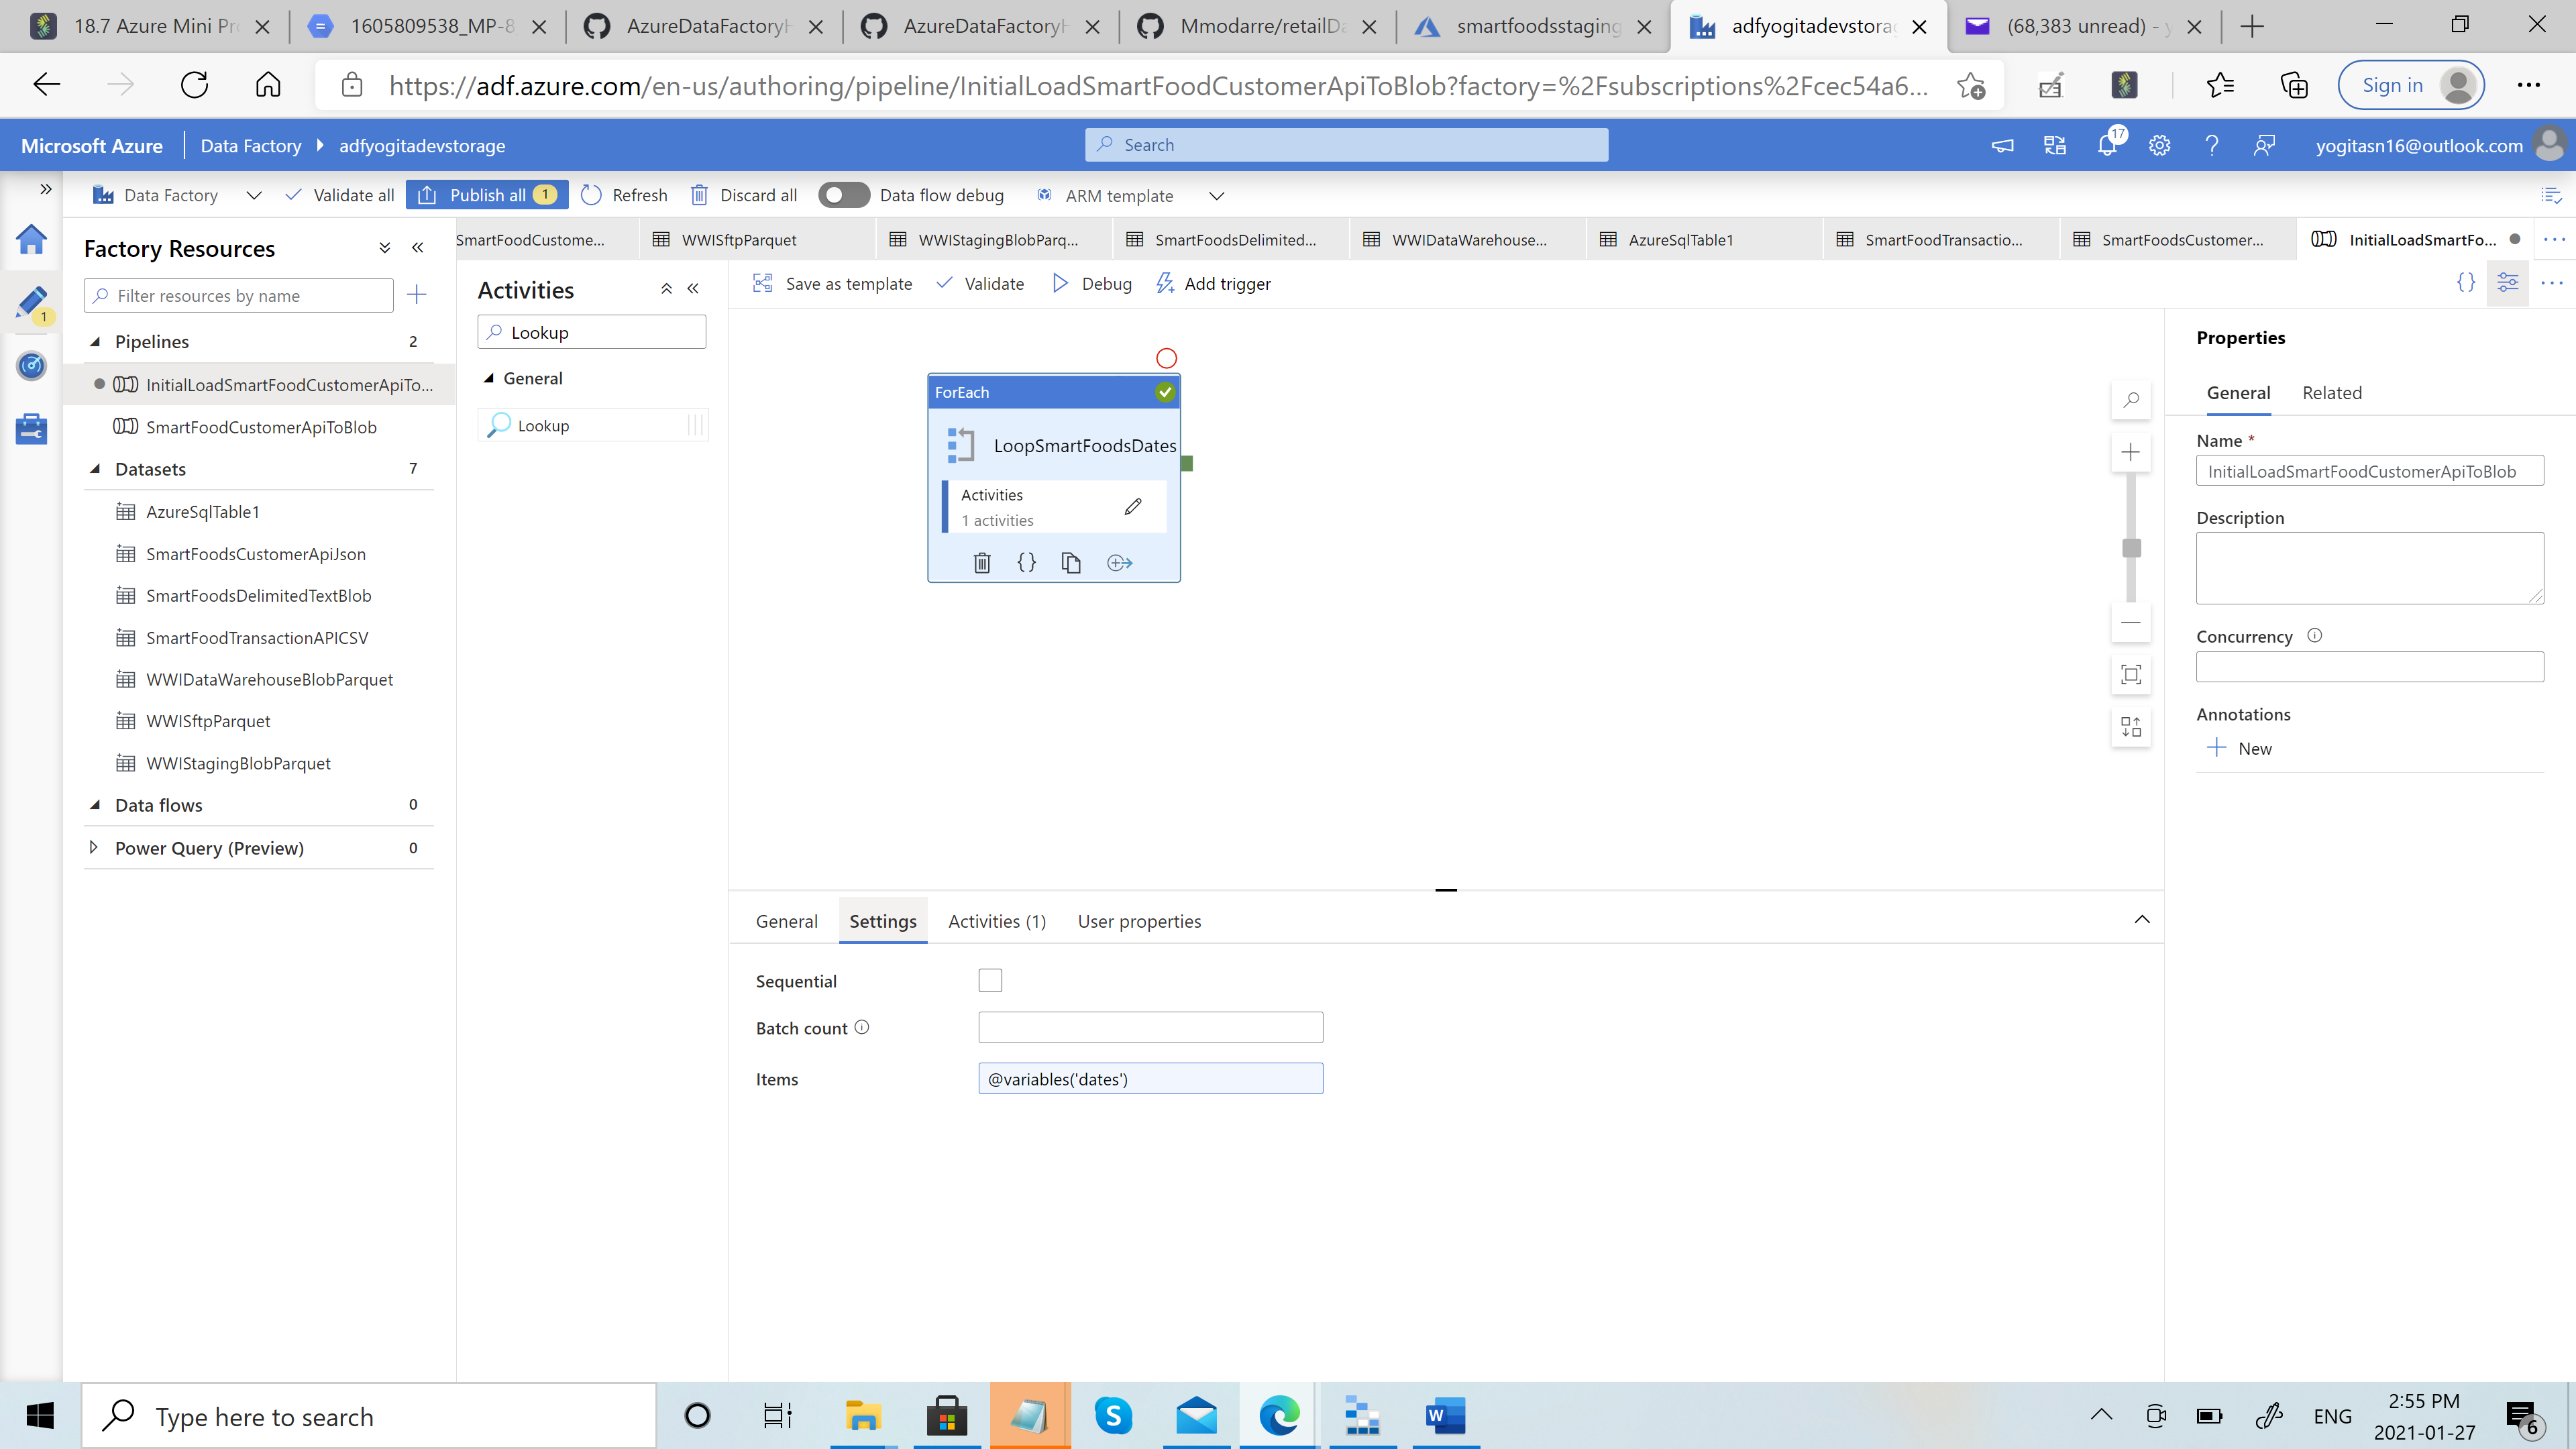 18.7 Azure Mini Pr
1605809538_MP-8
AzureDataFactoryH
AzureDataFactoryH
Mmodarre/retailDa
smartfoodsstaging
adfyogitadevstorag
(68,383 unread) - y
https://adf.azure.com/en-us/authoring/pipeline/InitialLoadSmartFoodCustomerApiToBlob?factory=%2Fsubscriptions%2Fcec54a6...
Sign in
Microsoft Azure
Data Factory
adfyogitadevstorage
Search
17
yogitasn16@outlook.com
Data Factory
Validate all
Publish all 1
Refresh
Discard all
Data flow debug
ARM template
Factory Resources
Filter resources by name
1
Pipelines 2
InitialLoadSmartFoodCustomerApiTo...
SmartFoodCustomerApiToBlob
Datasets 7
AzureSqlTable1
SmartFoodsCustomerApiJson
SmartFoodsDelimitedTextBlob
SmartFoodTransactionAPICSV
WWIDataWarehouseBlobParquet
WWISftpParquet
WWIStagingBlobParquet
Data flows 0
Power Query (Preview) 0
SmartFoodCustome...
WWISftpParquet
WWIStagingBlobParq...
SmartFoodsDelimited...
WWIDataWarehouse...
AzureSqlTable1
SmartFoodTransactio...
SmartFoodsCustomer...
InitialLoadSmartFo...
Activities
Lookup
General
Lookup
Save as template
Validate
Debug
Add trigger
ForEach
LoopSmartFoodsDates
Activities
1 activities
General
Settings
Activities (1)
User properties
Sequential
Batch count
Items
@variables('dates')
Properties
General
Related
Name *
InitialLoadSmartFoodCustomerApiToBlob
Description
Concurrency
Annotations
New
Type here to search
ENG
2:55 PM
2021-01-27
6